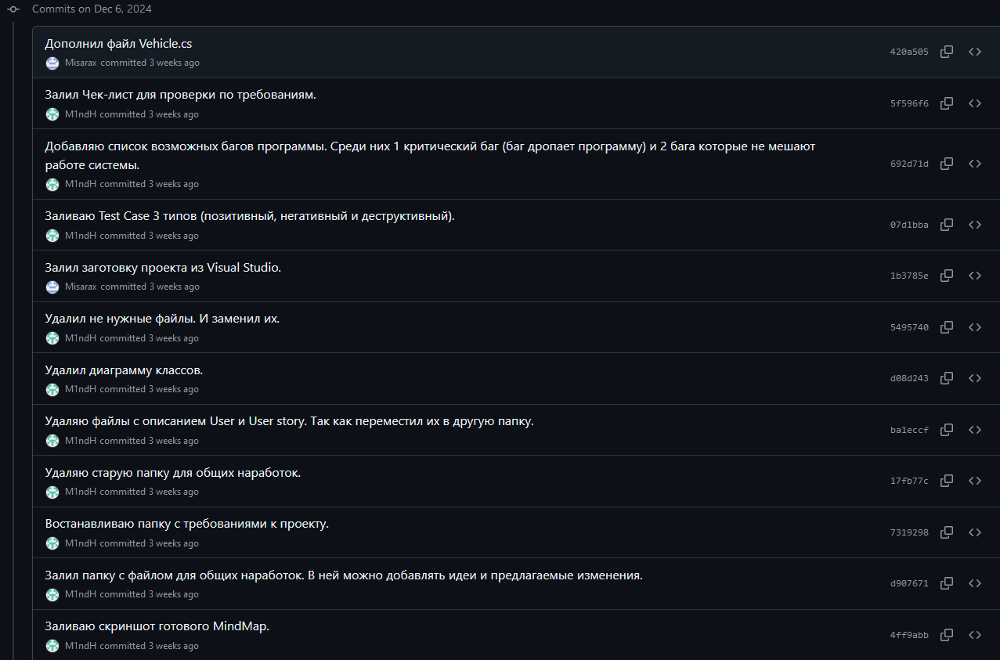 Commits on Dec 6, 2024
Дополнил файл Vehicle.cs
420a505
Misarax committed 3 weeks ago
Залил Чек-лист для проверки по требованиям.
5f596f6
M1ndH committed 3 weeks ago
Добавляю список возможных багов программы. Среди них 1 критический баг (баг дропает программу) и 2 бага которые не мешают
работе системы.
692d71d
M1ndH committed 3 weeks ago
Заливаю Test Case 3 типов (позитивный, негативный и деструктивный).
07d1bba
M1ndH committed 3 weeks ago
Залил заготовку проекта из Visual Studio.
1b3785e
Misarax committed 3 weeks ago
Удалил не нужные файлы. И заменил их.
5495740
M1ndH committed 3 weeks ago
Удалил диаграмму классов.
d08d243
M1ndH committed 3 weeks ago
Удаляю файлы с описанием User и User story. Так как переместил их в другую папку.
ba1eccf
M1ndH committed 3 weeks ago
Удаляю старую папку для общих наработок.
17fb77c
M1ndH committed 3 weeks ago
Востанавливаю папку с требованиями к проекту.
7319298
M1ndH committed 3 weeks ago
Залил папку с файлом для общих наработок. В ней можно добавлять идеи и предлагаемые изменения.
d907671
M1ndH committed 3 weeks ago
Заливаю скриншот готового MindMap.
4ff9abb
M1ndH committed 3 weeks ago